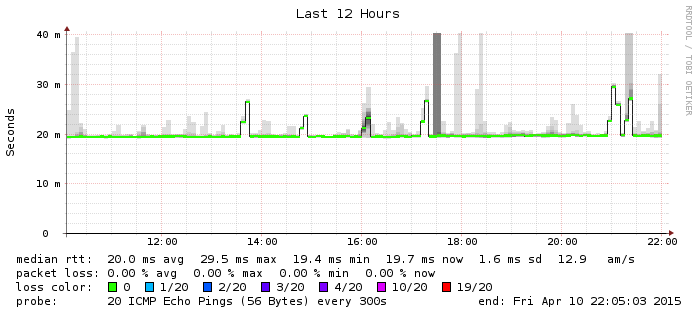 Last 12 Hours
RRDTOOL / TOBI OETIKER
Seconds
40 m
30 m
20 m
10 m
0
12:00 14:00 16:00 18:00 20:00 22:00
median rtt: 20.0 ms avg 29.5 ms max 19.4 ms min 19.7 ms now 1.6 ms sd 12.9 am/s
packet loss: 0.00 % avg 0.00 % max 0.00 % min 0.00 % now
loss color: 0 1/20 2/20 3/20 4/20 10/20 19/20
probe: 20 ICMP Echo Pings (56 Bytes) every 300s end: Fri Apr 10 22:05:03 2015